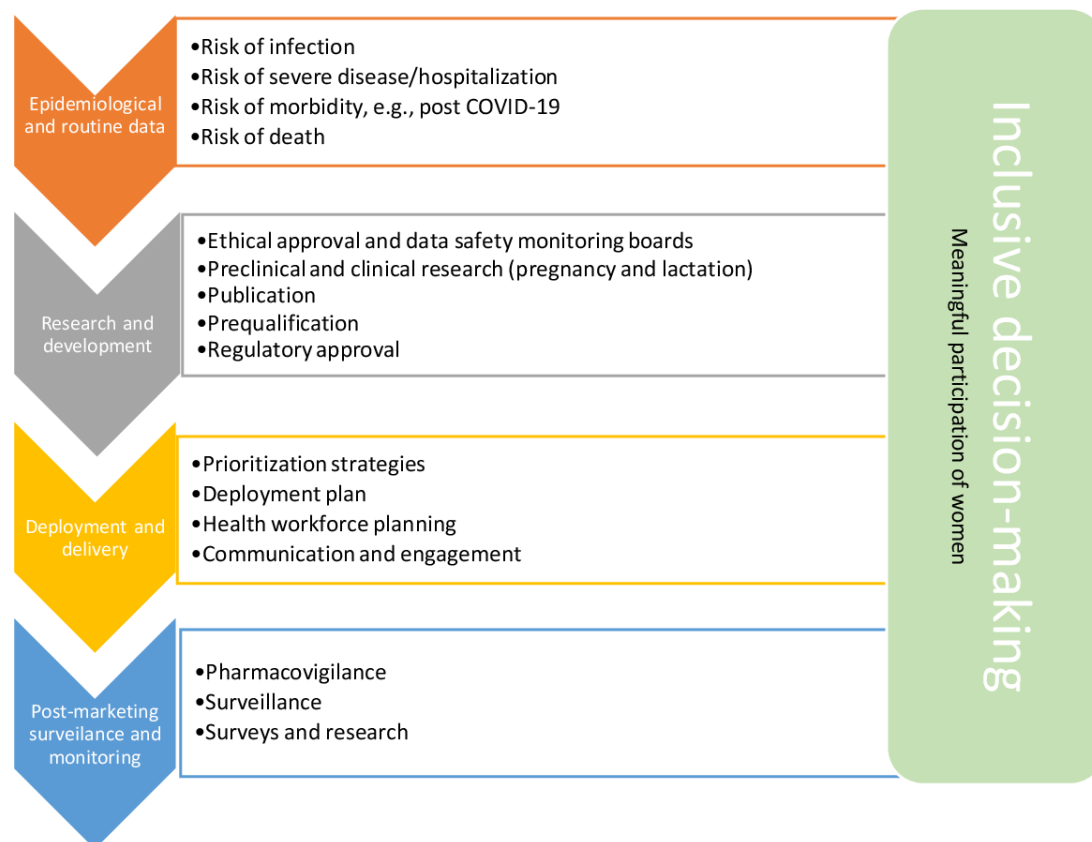 Epidemiological
and routine data
•Risk of infection
•Risk of severe disease/hospitalization
•Risk of morbidity, e.g., post COVID-19
•Risk of death
Research and
development
•Ethical approval and data safety monitoring boards
•Preclinical and clinical research (pregnancy and lactation)
•Publication
•Prequalification
•Regulatory approval
Deployment and
delivery
•Prioritization strategies
•Deployment plan
•Health workforce planning
•Communication and engagement
Post-marketing
surveilance and
monitoring
•Pharmacovigilance
•Surveillance
•Surveys and research
Inclusive decision-making
Meaningful participation of women